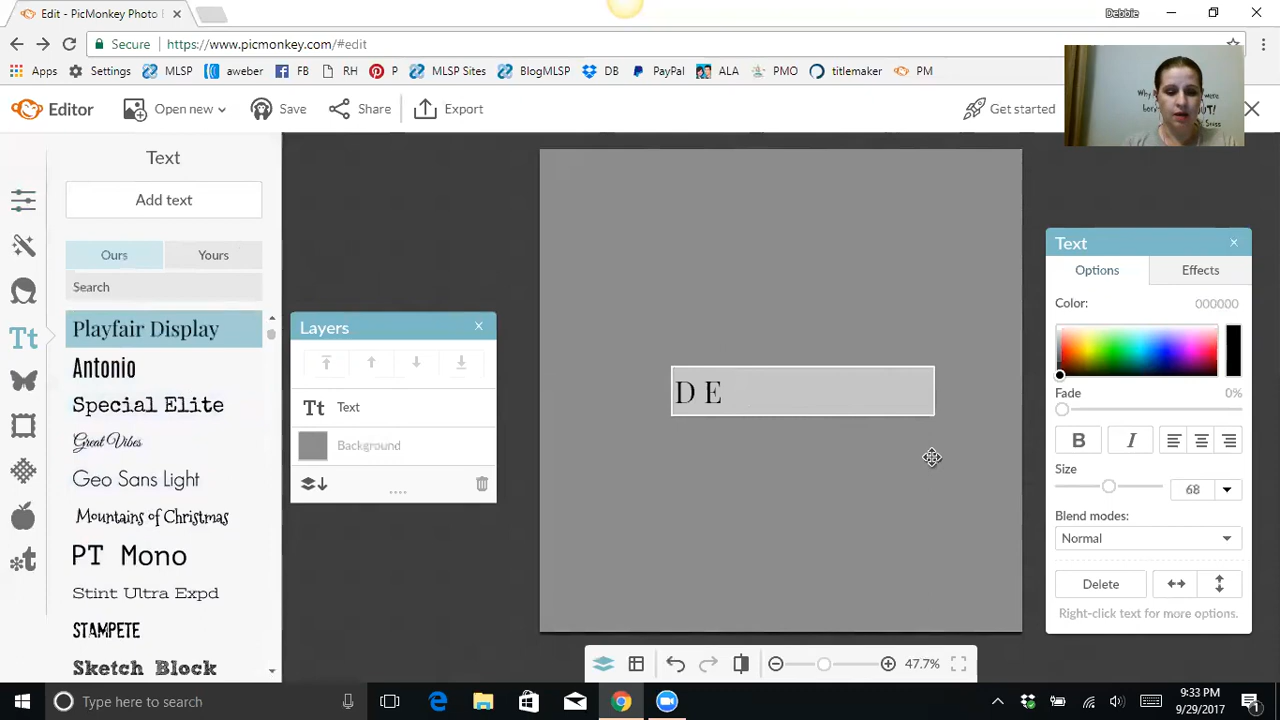 Edit - PicMonkey Photo E
Debbie
Secure
https://www.picmonkey.com/#edit
Apps
Settings
MLSP
aweber
FB
RH
P
MLSP Sites
BlogMLSP
DB
PayPal
ALA
PMO
titlemaker
PM
Editor
Open new
Save
Share
Export
Get started
Text
Add text
Ours
Yours
Search
Playfair Display
Antonio
Special Elite
Great Vibes
Geo Sans Light
Mountains of Christmas
PT Mono
Stint Ultra Expd
STAMPETE
Sketch Block
Layers
Tt Text
Background
D E
Text
Options
Effects
Color:
000000
Fade
0%
B
I
Size
68
Blend modes:
Normal
Delete
Right-click text for more options.
47.7%
Type here to search
9:33 PM
9/29/2017